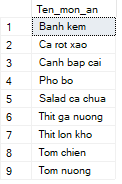 Ten_mon_an
1 Banh kem
2 Ca rot xao
3 Canh bap cai
4 Pho bo
5 Salad ca chua
6 Thit ga nuong
7 Thit lon kho
8 Tom chien
9 Tom nuong